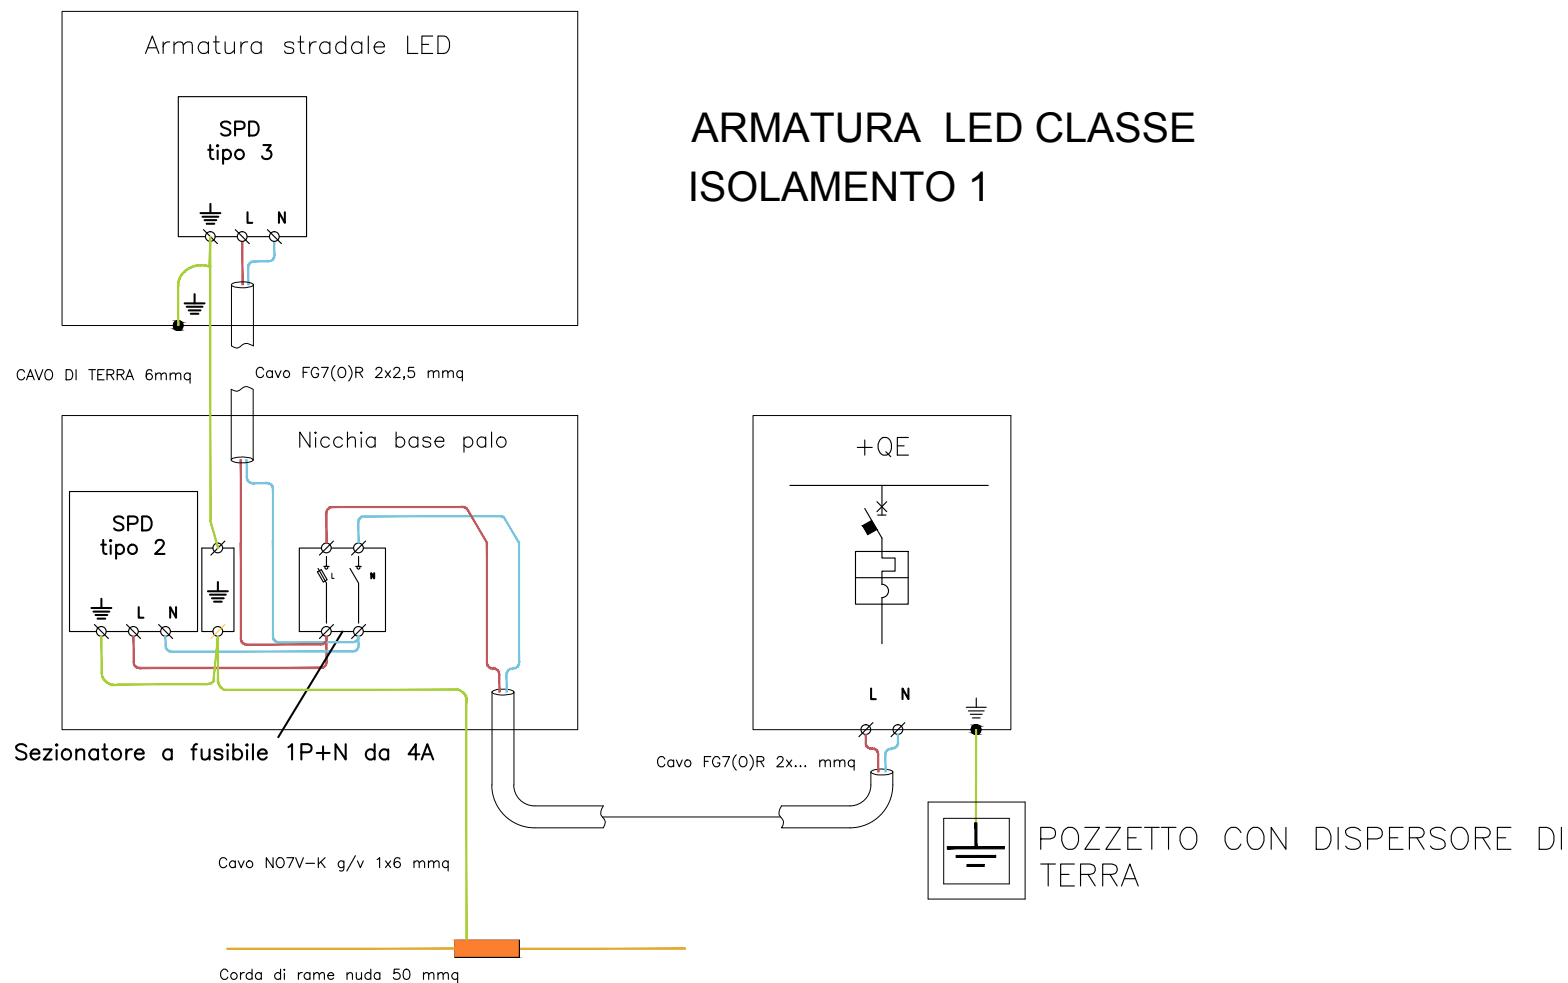 Armatura stradale LED
ARMATURA LED CLASSE
ISOLAMENTO 1
SPD
tipo 3
L N
CAVO DI TERRA 6mmq
Cavo FG7(O)R 2x2,5 mmq
Nicchia base palo
+QE
SPD
tipo 2
L N
L N
L N
Sezionatore a fusibile 1P+N da 4A
Cavo FG7(O)R 2x... mmq
POZZETTO CON DISPERSORE DI
TERRA
Cavo NO7V-K g/v 1x6 mmq
Corda di rame nuda 50 mmq